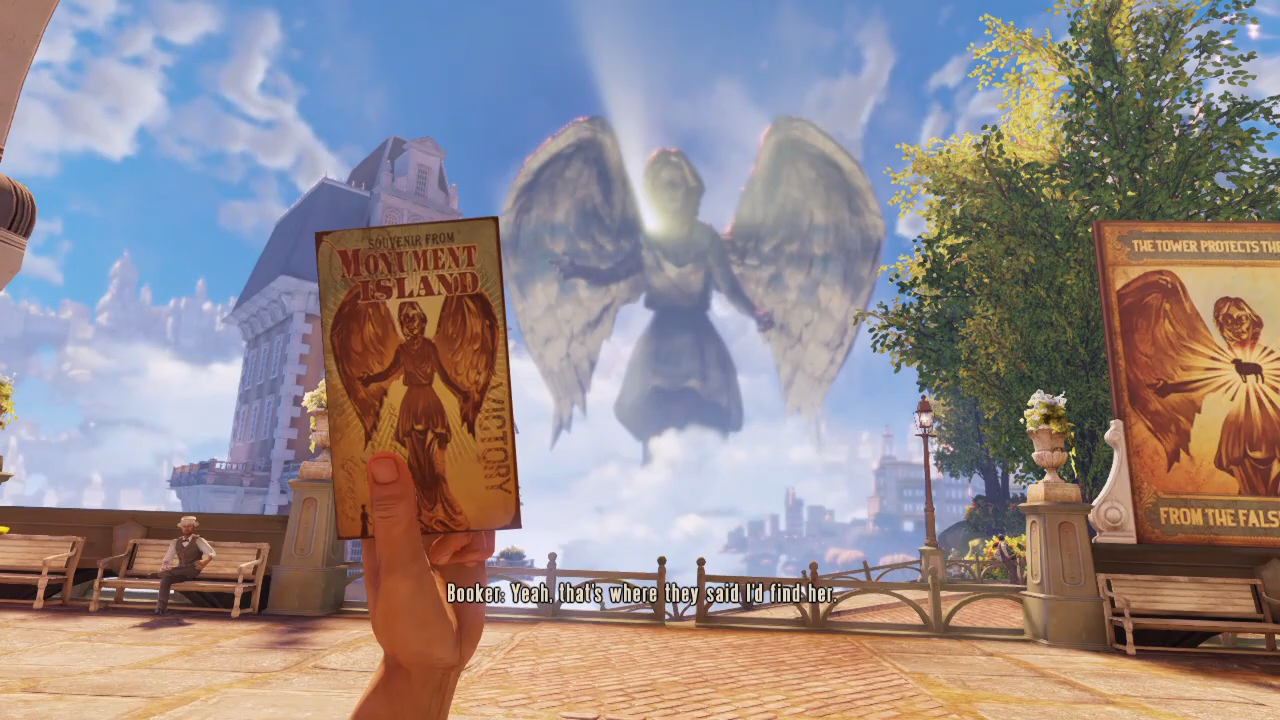 SOUVENIR FROM
MONUMENT
ISLAND
VICTORY
THE TOWER PROTECTS TH
FROM THE FALS
Booker: Yeah, that's where they said I'd find her.